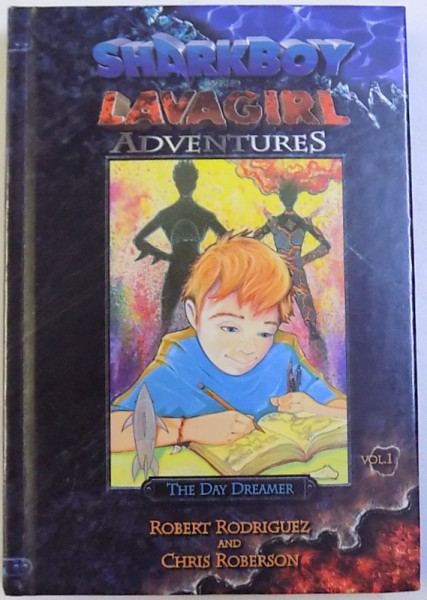 SHARKBOY
LAVAGIRL
ADVENTURES
THE DAY DREAMER
VOL.1
ROBERT RODRIGUEZ
AND
CHRIS ROBERSON